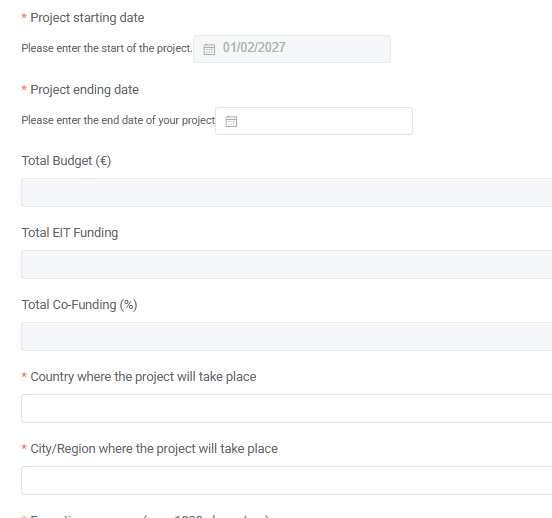 * Project starting date
Please enter the start of the project. 01/02/2027
* Project ending date
Please enter the end date of your project
Total Budget (€)
Total EIT Funding
Total Co-Funding (%)
* Country where the project will take place
* City/Region where the project will take place